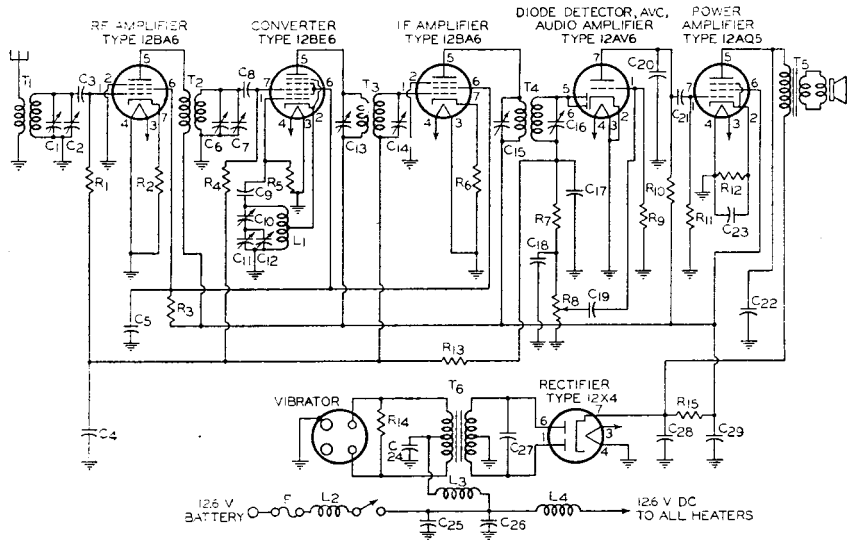 RF AMPLIFIER
TYPE 12BA6
CONVERTER
TYPE 12BE6
I F AMPLIFIER
TYPE 12BA6
DIODE DETECTOR, AVC,
AUDIO AMPLIFIER
TYPE 12AV6
POWER
AMPLIFIER
TYPE 12AQ5
T1
C3
2
5
6
4
3
7
C1
C2
T2
C8
7
5
6
1
4
3
2
C6
C7
T3
1
5
6
2
7
4
3
C13
C14
T4
7
5
6
1
4
3
2
C15
C16
C20
C21
7
5
6
1
4
3
2
T5
R1
R2
R4
C9
R5
C10
C11
C12
L1
R6
R7
C17
C18
R8
C19
R9
R10
R11
R12
C23
C5
R3
C22
R13
C4
VIBRATOR
R14
C24
T6
C27
RECTIFIER
TYPE 12X4
6
1
7
3
4
R15
C28
C29
L3
12.6 V
BATTERY
F
L2
C25
C26
L4
12.6 V DC
TO ALL HEATERS